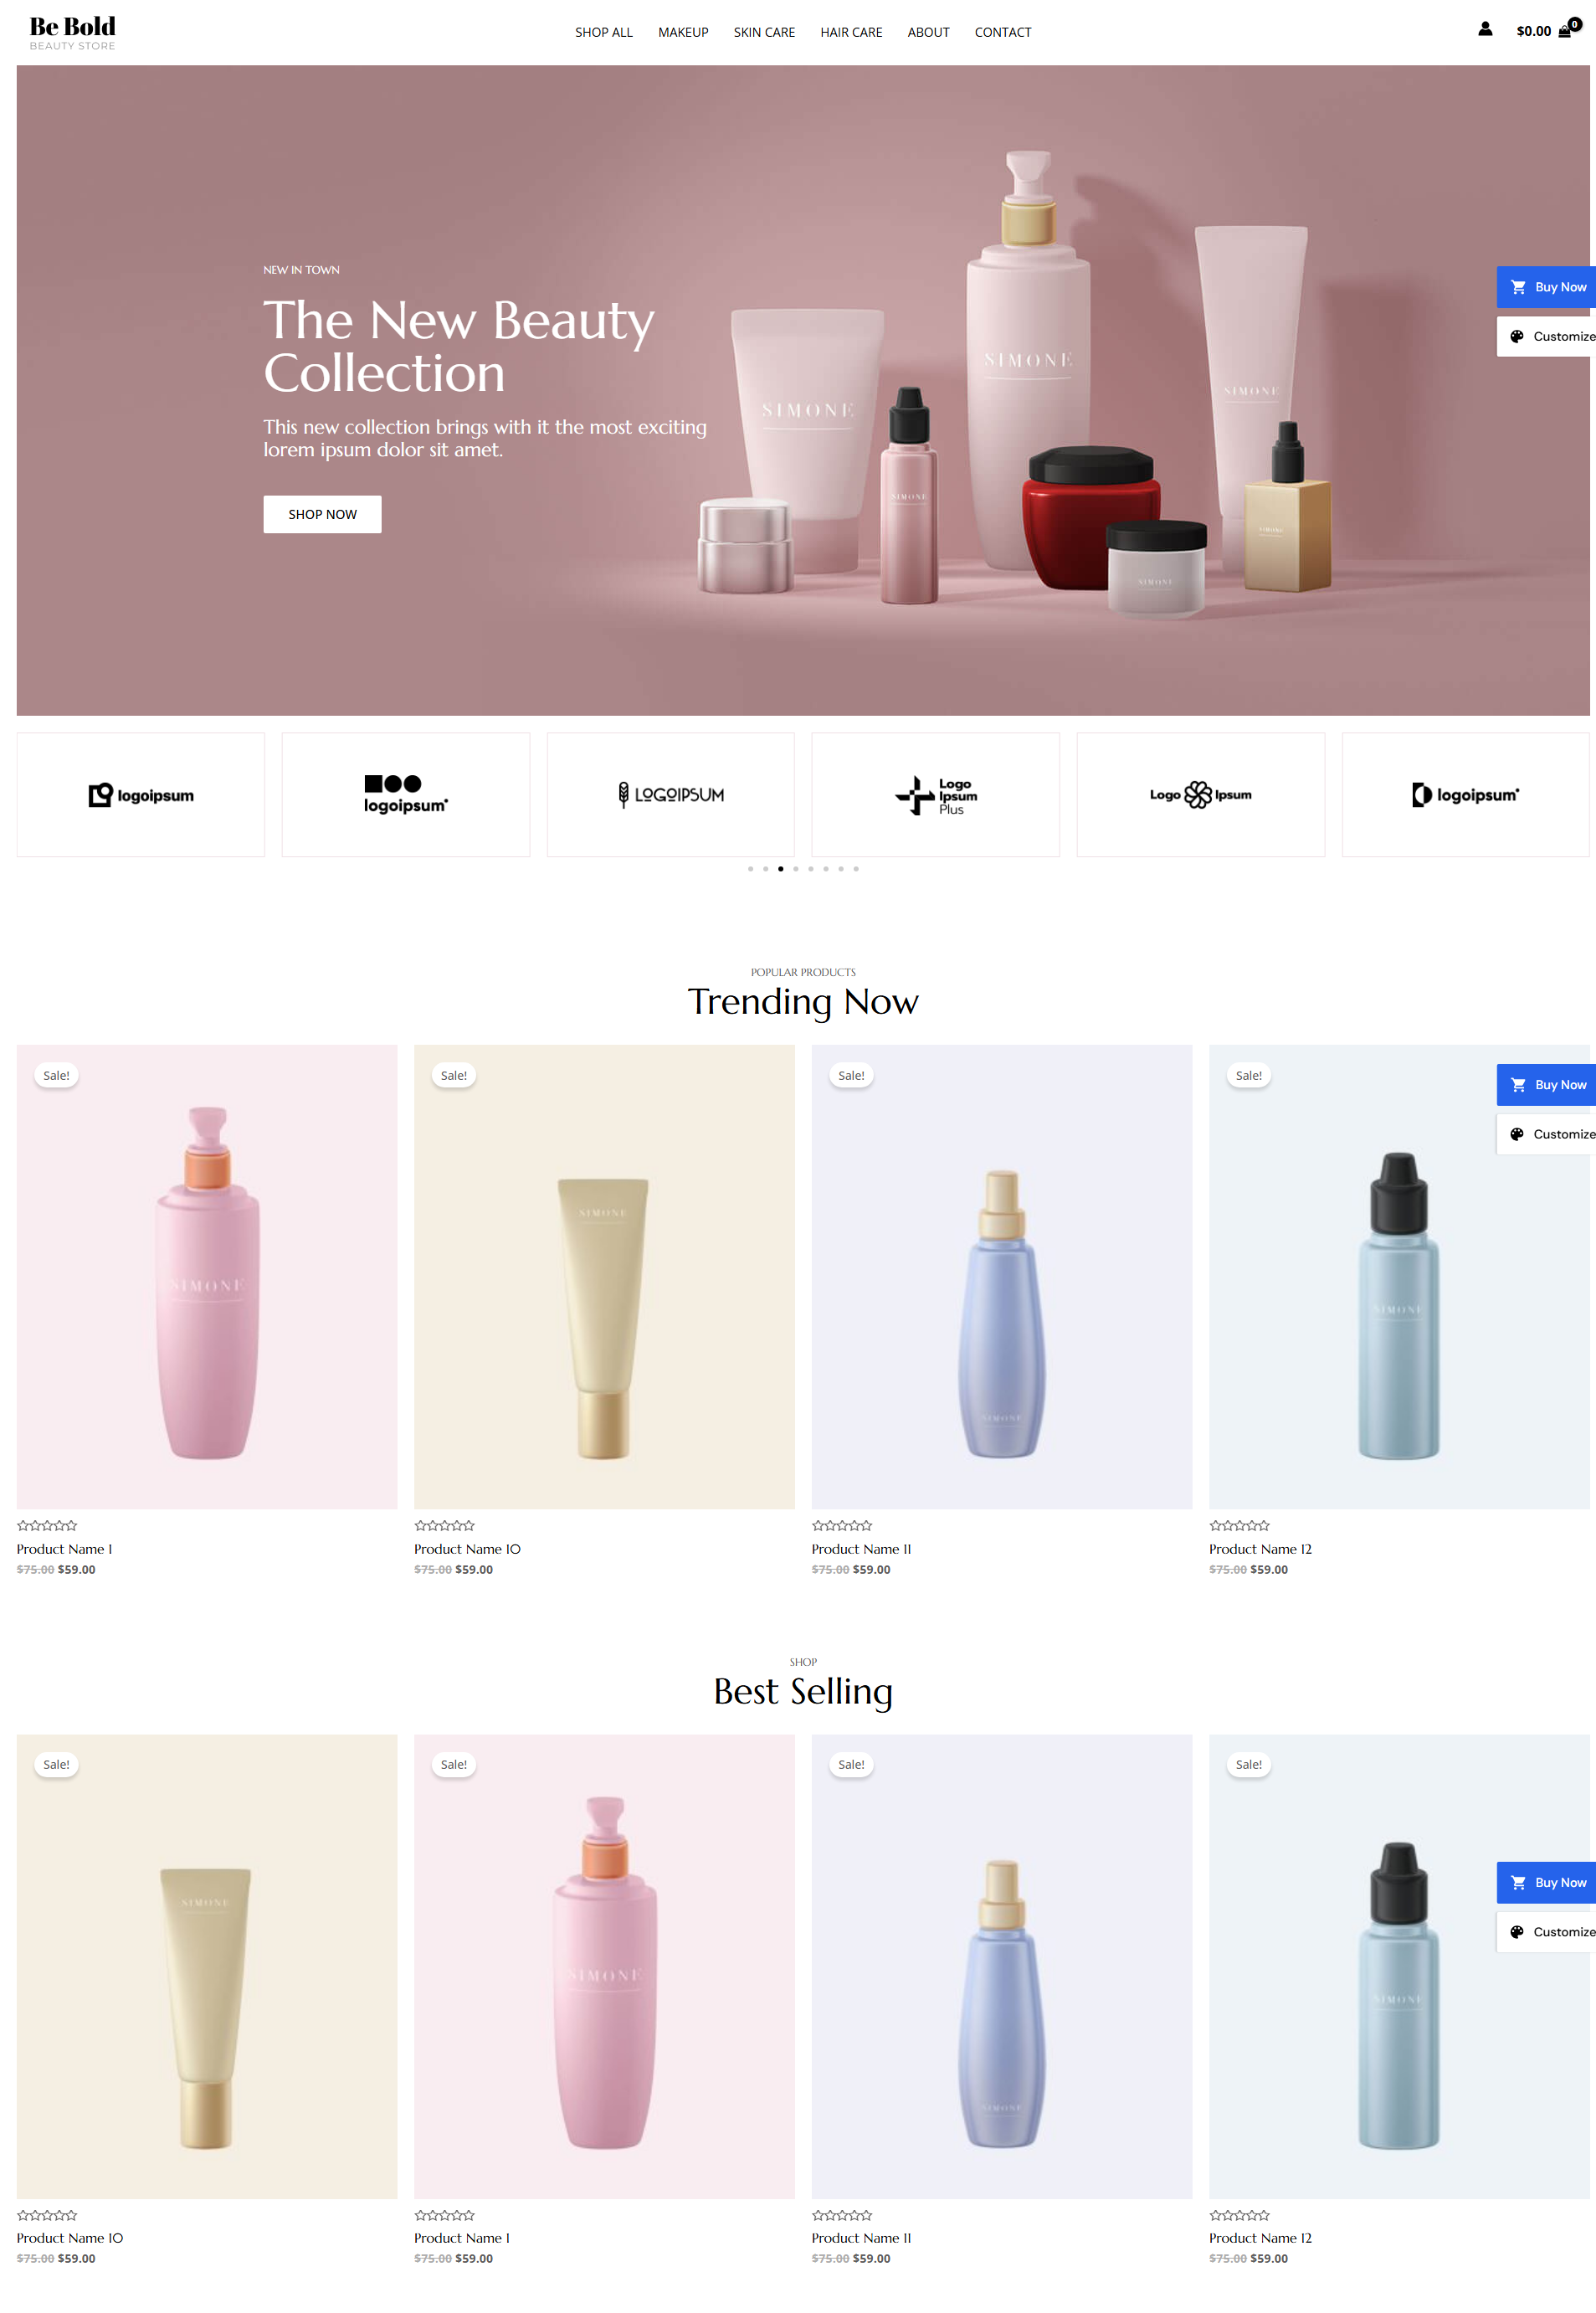 Be Bold
BEAUTY STORE
SHOP ALL MAKEUP SKIN CARE HAIR CARE ABOUT CONTACT
$0.00 0
NEW IN TOWN
The New Beauty
Collection
This new collection brings with it the most exciting
lorem ipsum dolor sit amet.
SHOP NOW
SIMONE
SIMONE
SIMONE
SIMONE
SIMONE
SIMONE
Buy Now
Customize
logoipsum
logoipsum
LOGOIPSUM
Logo
Ipsum
Plus
Logo Ipsum
logoipsum
POPULAR PRODUCTS
Trending Now
Sale! Sale! Sale! Sale!
Buy Now
Customize
SIMONE
SIMONE
SIMONE
SIMONE
Product Name 1 Product Name 10 Product Name 11 Product Name 12
$75.00 $59.00 $75.00 $59.00 $75.00 $59.00 $75.00 $59.00
SHOP
Best Selling
Sale! Sale! Sale! Sale!
Buy Now
Customize
SIMONE
SIMONE
SIMONE
SIMONE
Product Name 10 Product Name 1 Product Name 11 Product Name 12
$75.00 $59.00 $75.00 $59.00 $75.00 $59.00 $75.00 $59.00